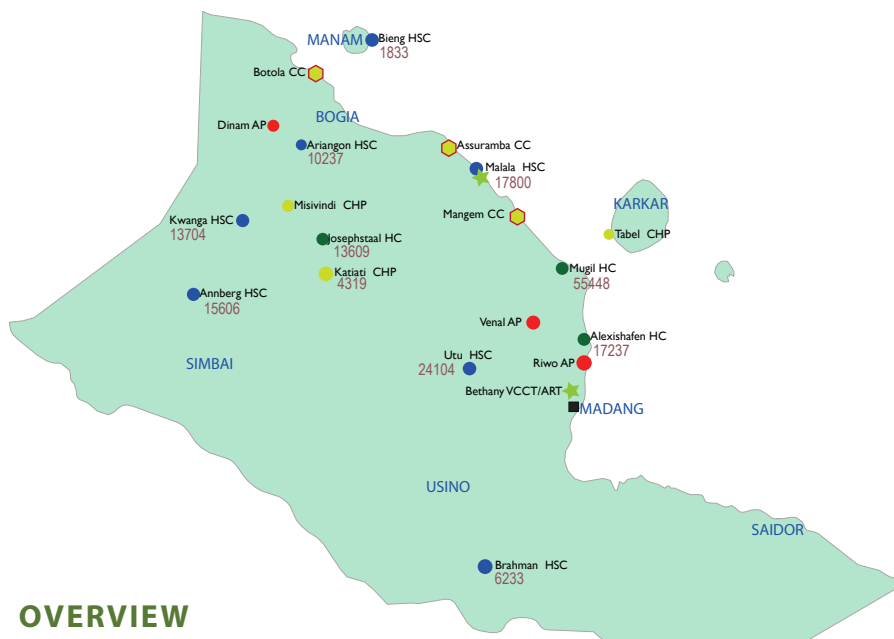 MANAM
Bieng HSC
1833
Botola CC
BOGIA
Dinam AP
Ariangon HSC
10237
Assuramba CC
Malala HSC
17800
Misivindi CHP
KARKAR
Kwanga HSC
13704
Mangem CC
Tabel CHP
Josephstaal HC
13609
Katiati CHP
4319
Mugil HC
55448
Annberg HSC
15606
Venal AP
Alexishafen HC
17237
SIMBAI
Utu HSC
24104
Riwo AP
Bethany VCCT/ART
MADANG
USINO
SAIDOR
Brahman HSC
6233
OVERVIEW